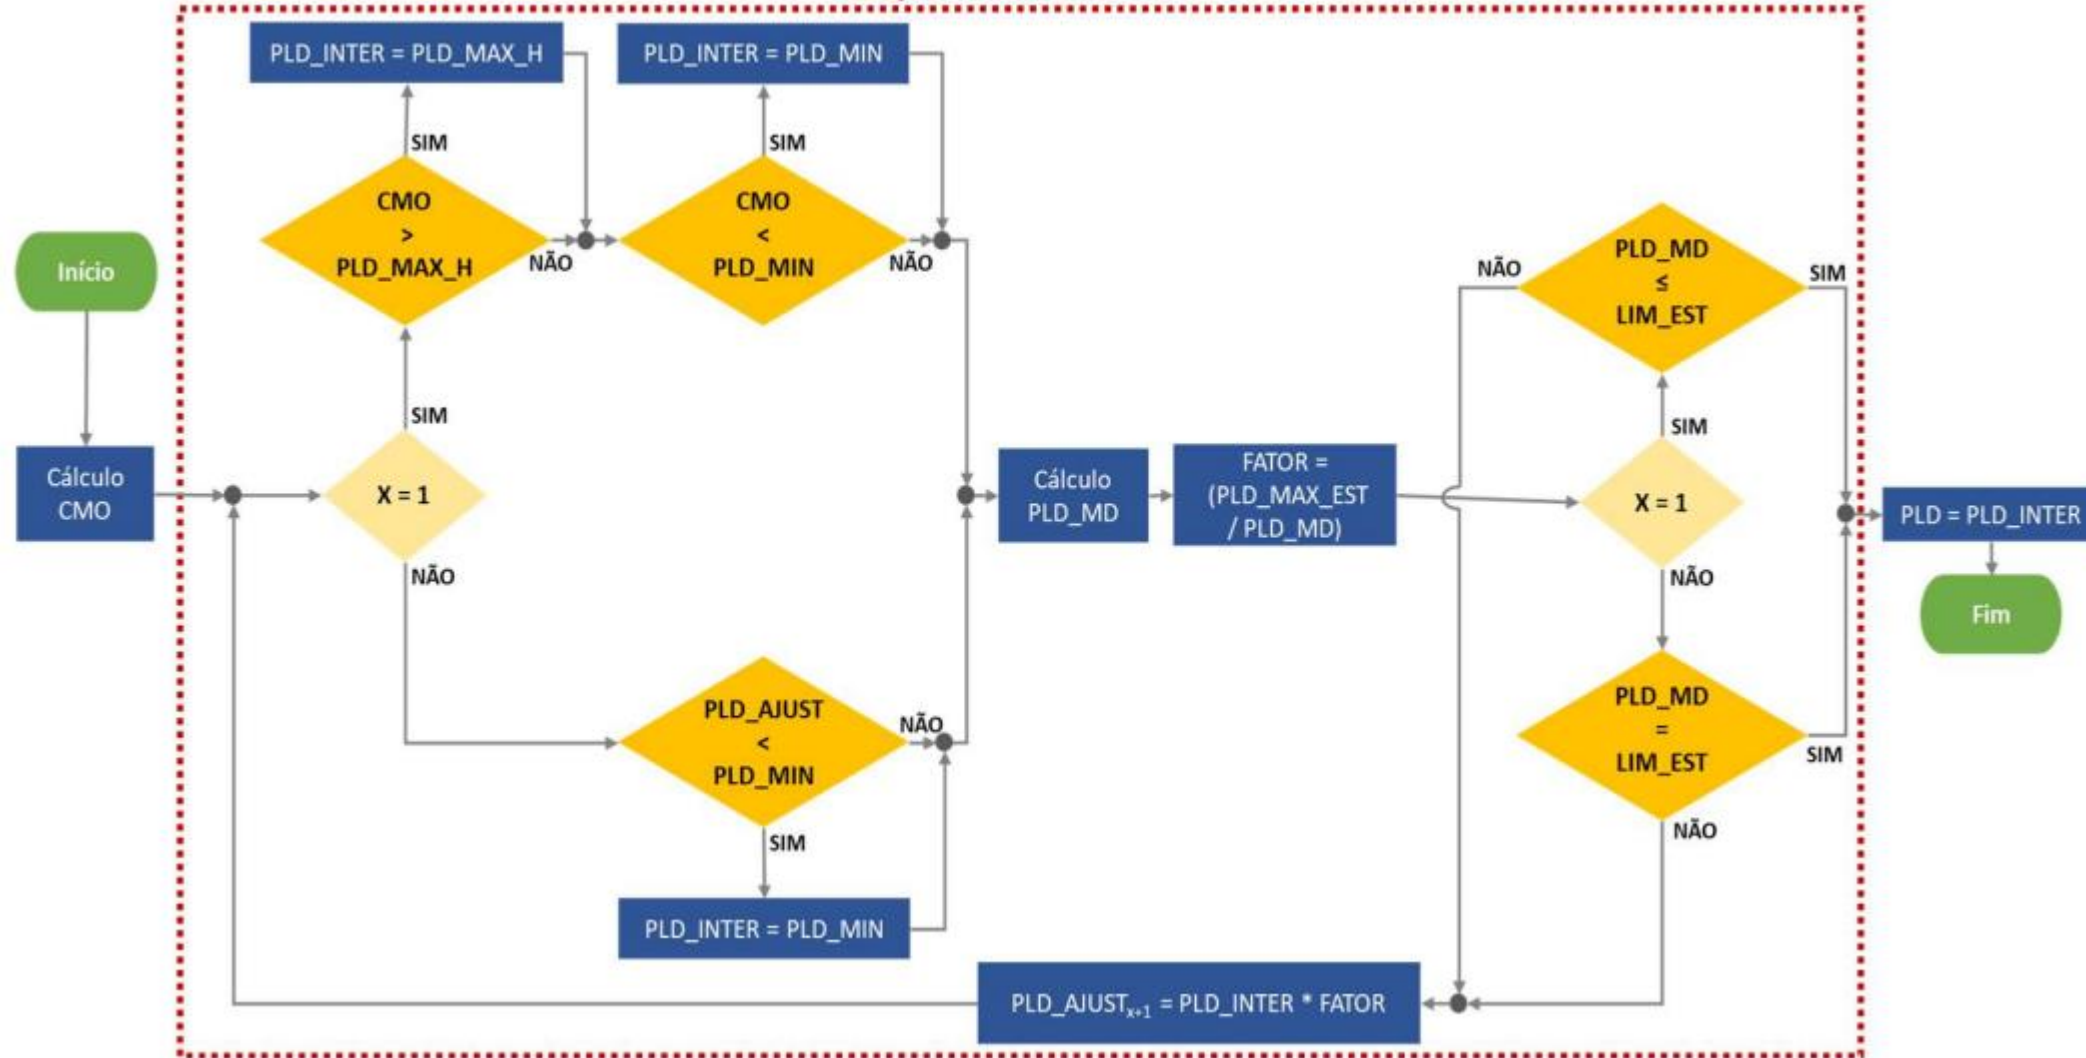 PLD_INTER = PLD_MAX_H
PLD_INTER = PLD_MIN
SIM
SIM
CMO
>
PLD_MAX_H
NÃO
CMO
<
PLD_MIN
NÃO
Início
PLD_MD
≤
LIM_EST
NÃO
SIM
SIM
SIM
Cálculo
CMO
X = 1
NÃO
Cálculo
PLD_MD
FATOR =
(PLD_MAX_EST
/ PLD_MD)
X = 1
NÃO
PLD = PLD_INTER
Fim
PLD_AJUST
<
PLD_MIN
NÃO
SIM
PLD_MD
=
LIM_EST
SIM
NÃO
PLD_INTER = PLD_MIN
PLD_AJUSTx+1 = PLD_INTER * FATOR